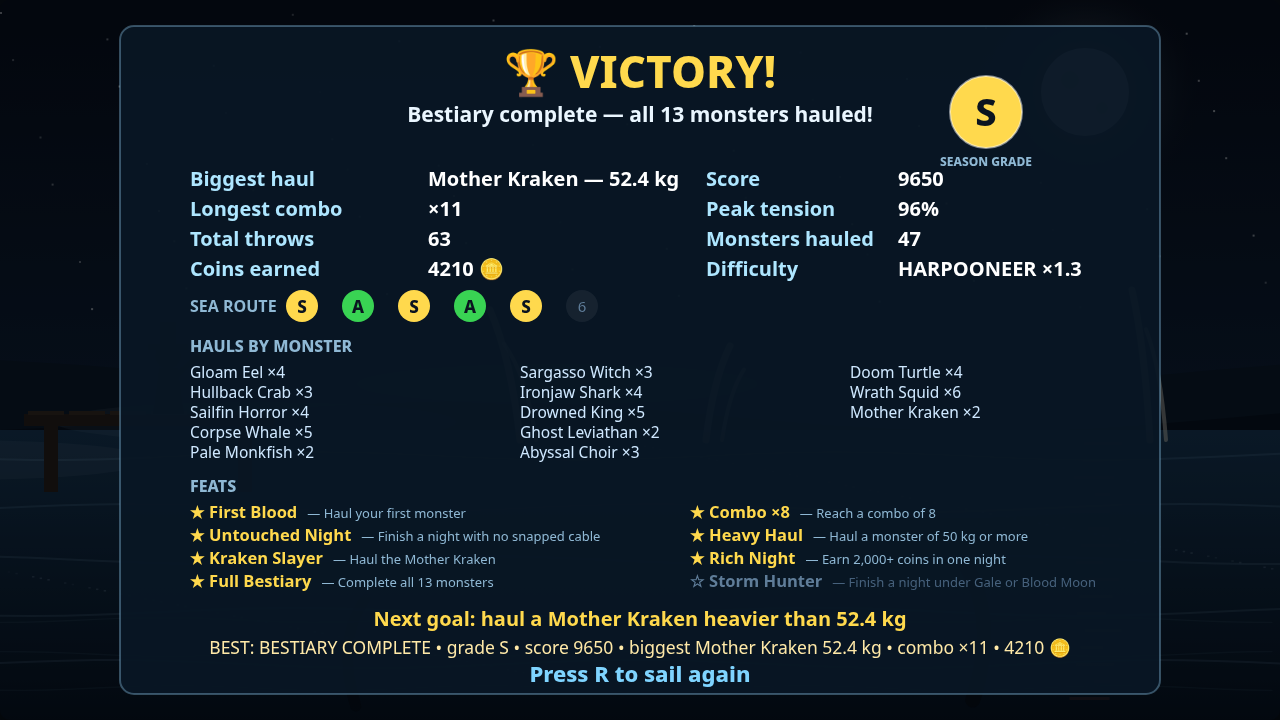 🏆 VICTORY!
Bestiary complete — all 13 monsters hauled!
S
SEASON GRADE
Biggest haul Mother Kraken — 52.4 kg Score 9650
Longest combo ×11 Peak tension 96%
Total throws 63 Monsters hauled 47
Coins earned 4210 🪙 Difficulty HARPOONEER ×1.3
SEA ROUTE S A S A S 6
HAULS BY MONSTER
Gloam Eel ×4 Sargasso Witch ×3 Doom Turtle ×4
Hullback Crab ×3 Ironjaw Shark ×4 Wrath Squid ×6
Sailfin Horror ×4 Drowned King ×5 Mother Kraken ×2
Corpse Whale ×5 Ghost Leviathan ×2
Pale Monkfish ×2 Abyssal Choir ×3
FEATS
★ First Blood — Haul your first monster ★ Combo ×8 — Reach a combo of 8
★ Untouched Night — Finish a night with no snapped cable ★ Heavy Haul — Haul a monster of 50 kg or more
★ Kraken Slayer — Haul the Mother Kraken ★ Rich Night — Earn 2,000+ coins in one night
★ Full Bestiary — Complete all 13 monsters ☆ Storm Hunter — Finish a night under Gale or Blood Moon
Next goal: haul a Mother Kraken heavier than 52.4 kg
BEST: BESTIARY COMPLETE • grade S • score 9650 • biggest Mother Kraken 52.4 kg • combo ×11 • 4210 🪙
Press R to sail again